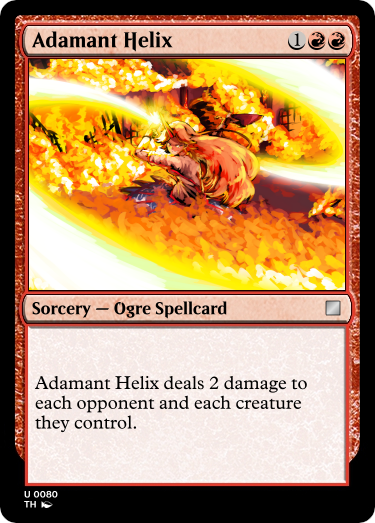 Adamant Helix 1
Sorcery — Ogre Spellcard
Adamant Helix deals 2 damage to
each opponent and each creature
they control.
U 0080
TH